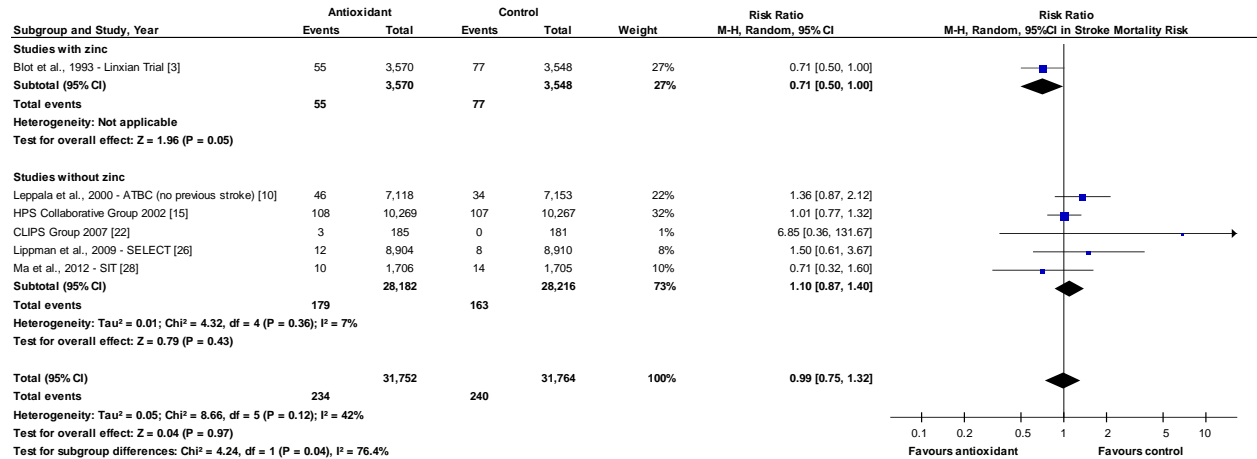 Antioxidant Control Risk Ratio Risk Ratio
Subgroup and Study, Year Events Total Events Total Weight M-H, Random, 95% CI M-H, Random, 95%CI in Stroke Mortality Risk
Studies with zinc
Blot et al., 1993 - Linxian Trial [3] 55 3,570 77 3,548 27% 0.71 [0.50, 1.00]
Subtotal (95% CI) 3,570 3,548 27% 0.71 [0.50, 1.00]
Total events 55 77
Heterogeneity: Not applicable
Test for overall effect: Z = 1.96 (P = 0.05)
Studies without zinc
Leppala et al., 2000 - ATBC (no previous stroke) [10] 46 7,118 34 7,153 22% 1.36 [0.87, 2.12]
HPS Collaborative Group 2002 [15] 108 10,269 107 10,267 32% 1.01 [0.77, 1.32]
CLIPS Group 2007 [22] 3 185 0 181 1% 6.85 [0.36, 131.67]
Lippman et al., 2009 - SELECT [26] 12 8,904 8 8,910 8% 1.50 [0.61, 3.67]
Ma et al., 2012 - SIT [28] 10 1,706 14 1,705 10% 0.71 [0.32, 1.60]
Subtotal (95% CI) 28,182 28,216 73% 1.10 [0.87, 1.40]
Total events 179 163
Heterogeneity: Tau² = 0.01; Chi² = 4.32, df = 4 (P = 0.36); I² = 7%
Test for overall effect: Z = 0.79 (P = 0.43)
Total (95% CI) 31,752 31,764 100% 0.99 [0.75, 1.32]
Total events 234 240
Heterogeneity: Tau² = 0.05; Chi² = 8.66, df = 5 (P = 0.12); I² = 42%
Test for overall effect: Z = 0.04 (P = 0.97)
Test for subgroup differences: Chi² = 4.24, df = 1 (P = 0.04), I² = 76.4%
0.1 0.2 0.5 1 2 5 10
Favours antioxidant Favours control